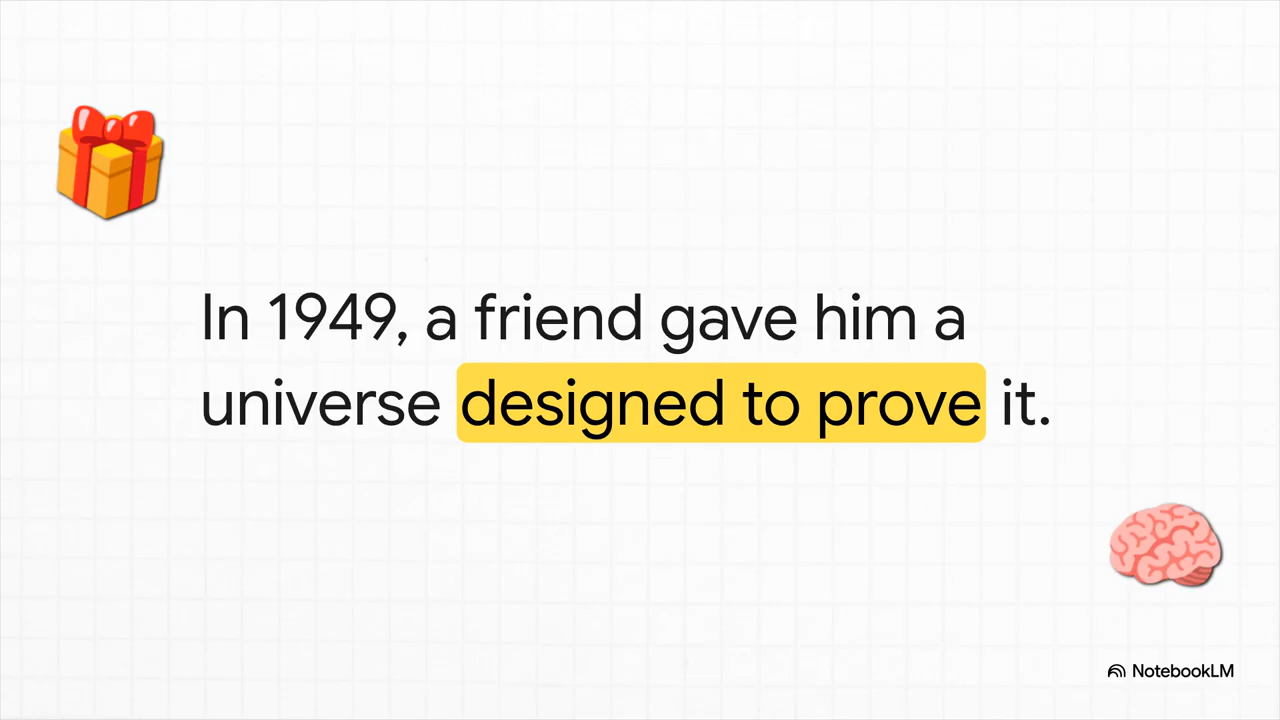 In 1949, a friend gave him a
universe designed to prove it.
NotebookLM